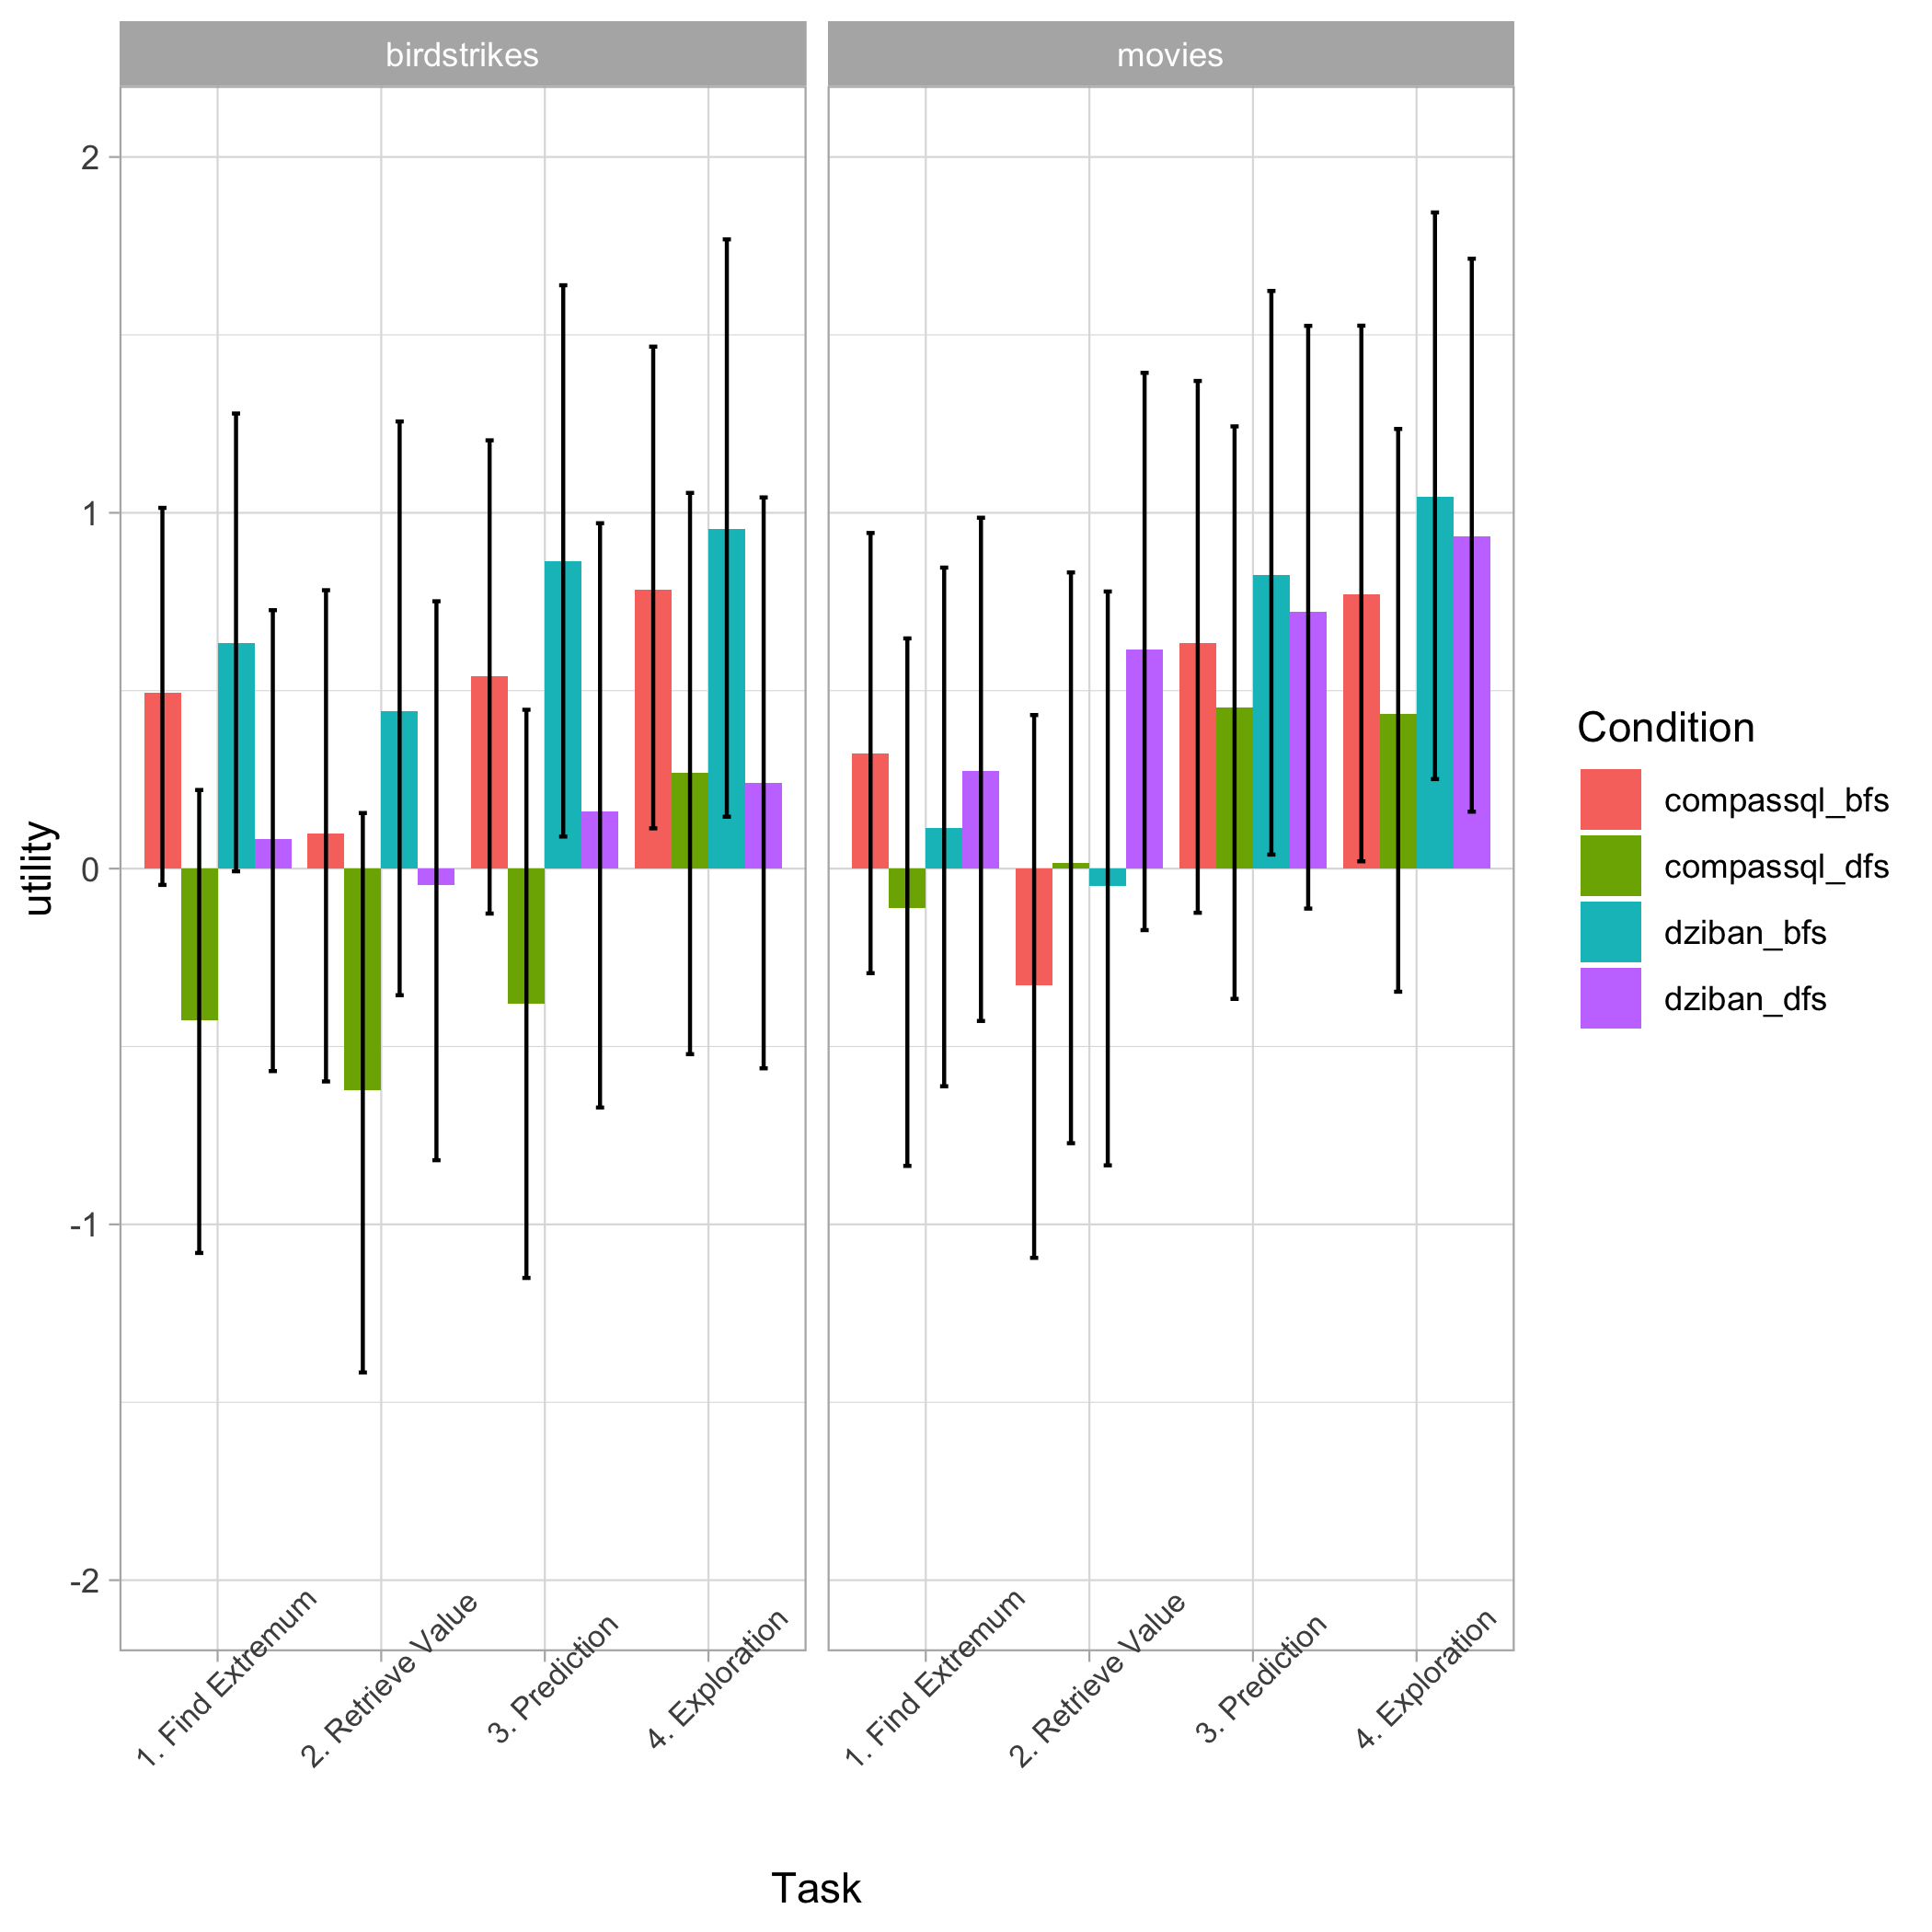 birdstrikes
movies
utility
2
1
0
-1
-2
1. Find Extremum
2. Retrieve Value
3. Prediction
4. Exploration
1. Find Extremum
2. Retrieve Value
3. Prediction
4. Exploration
Task
Condition
compassql_bfs
compassql_dfs
dziban_bfs
dziban_dfs